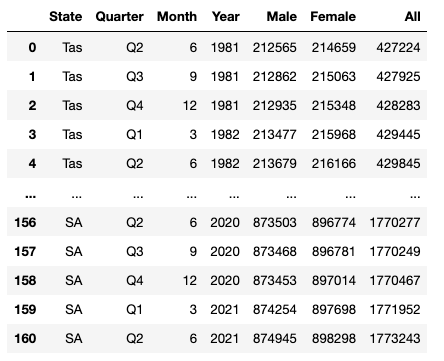 State Quarter Month Year Male Female All
0 Tas Q2 6 1981 212565 214659 427224
1 Tas Q3 9 1981 212862 215063 427925
2 Tas Q4 12 1981 212935 215348 428283
3 Tas Q1 3 1982 213477 215968 429445
4 Tas Q2 6 1982 213679 216166 429845
... ... ... ... ... ... ... ...
156 SA Q2 6 2020 873503 896774 1770277
157 SA Q3 9 2020 873468 896781 1770249
158 SA Q4 12 2020 873453 897014 1770467
159 SA Q1 3 2021 874254 897698 1771952
160 SA Q2 6 2021 874945 898298 1773243